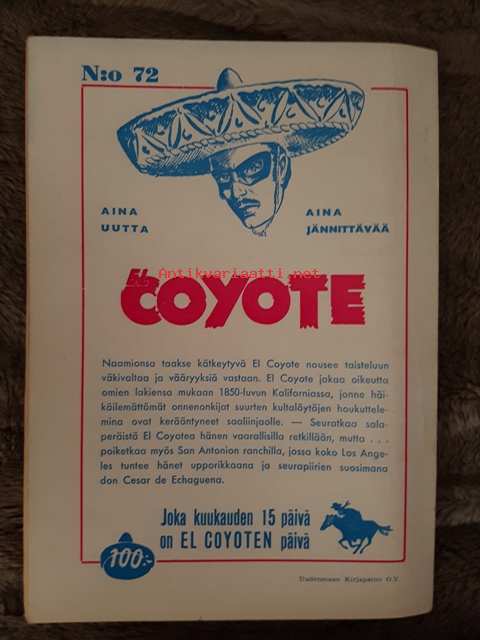 N:o 72
AINA
UUTTA
AINA
JÄNNITTÄVÄÄ
Antikvariaatti.net
EL
COYOTE
Naamionsa taakse kätkeytyvä El Coyote nousee taisteluun
väkivaltaa ja vääryyksiä vastaan. El Coyote jakaa oikeutta
omien lakiensa mukaan 1850-luvun Kaliforniassa, jonne häi-
käilemättömät onnenonkijat suurten kultalöytöjen houkuttele-
mina ovat kerääntyneet saaliinjaolle. — Seuratkaa sala-
peräistä El Coyotea hänen vaarallisilla retkillään, mutta . . .
poiketkaa myös San Antonion ranchilla, jossa koko Los Ange-
les tuntee hänet upporikkaana ja seurapiirien suosimana
don Cesar de Echaguena.
Joka kuukauden 15 päivä
on EL COYOTEN päivä
100:-
Uudenmaan Kirjapaino O.Y.